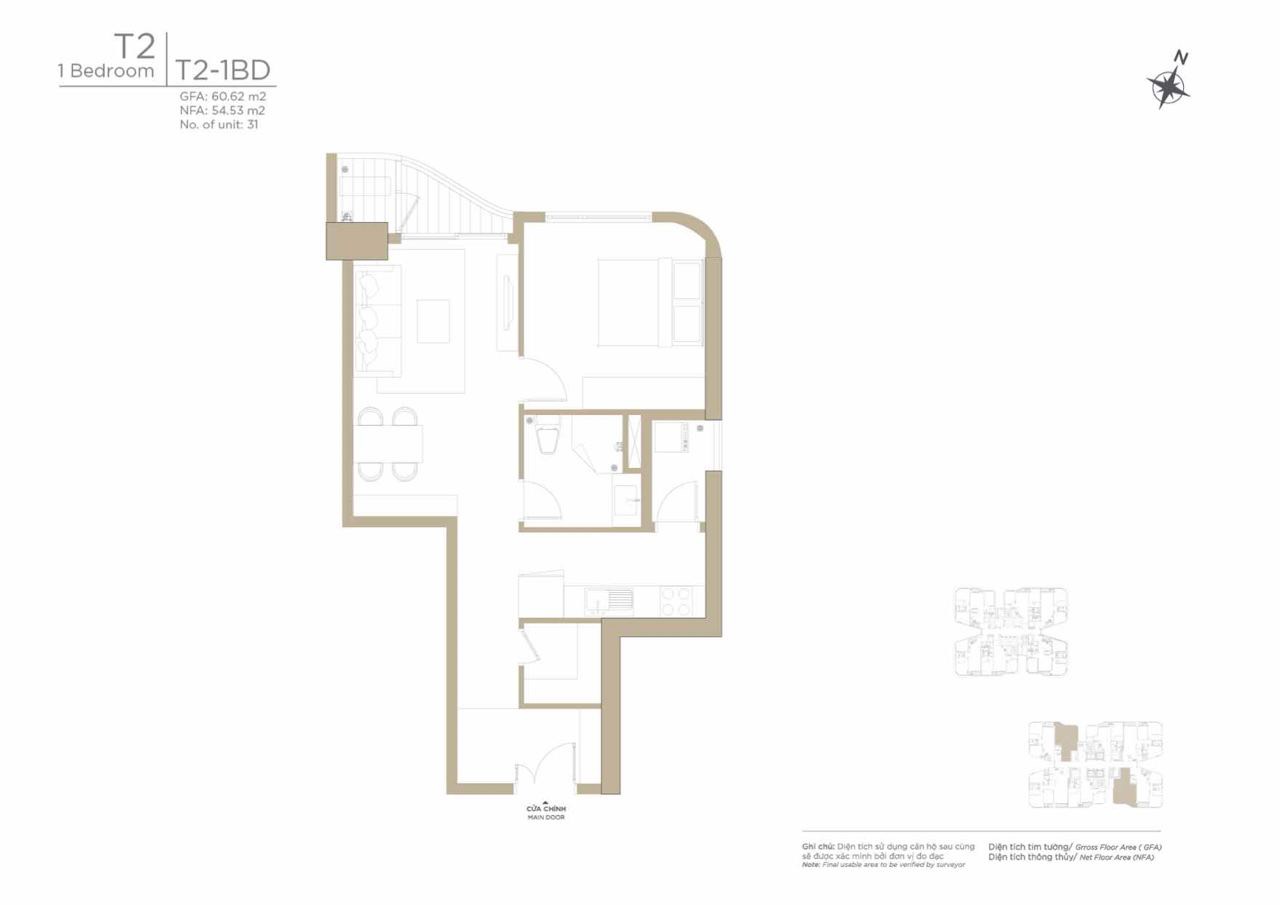 T2
1 Bedroom
T2-1BD
GFA: 60.62 m2
NFA: 54.53 m2
No. of unit: 31
N
CỬA CHÍNH
MAIN DOOR
Ghi chú: Diện tích sử dụng căn hộ sau cùng
sẽ được xác minh bởi đơn vị đo đạc
Note: Final usable area to be verified by surveyor
Diện tích tim tường/ Grross Floor Area ( GFA)
Diện tích thông thủy/ Net Floor Area (NFA)